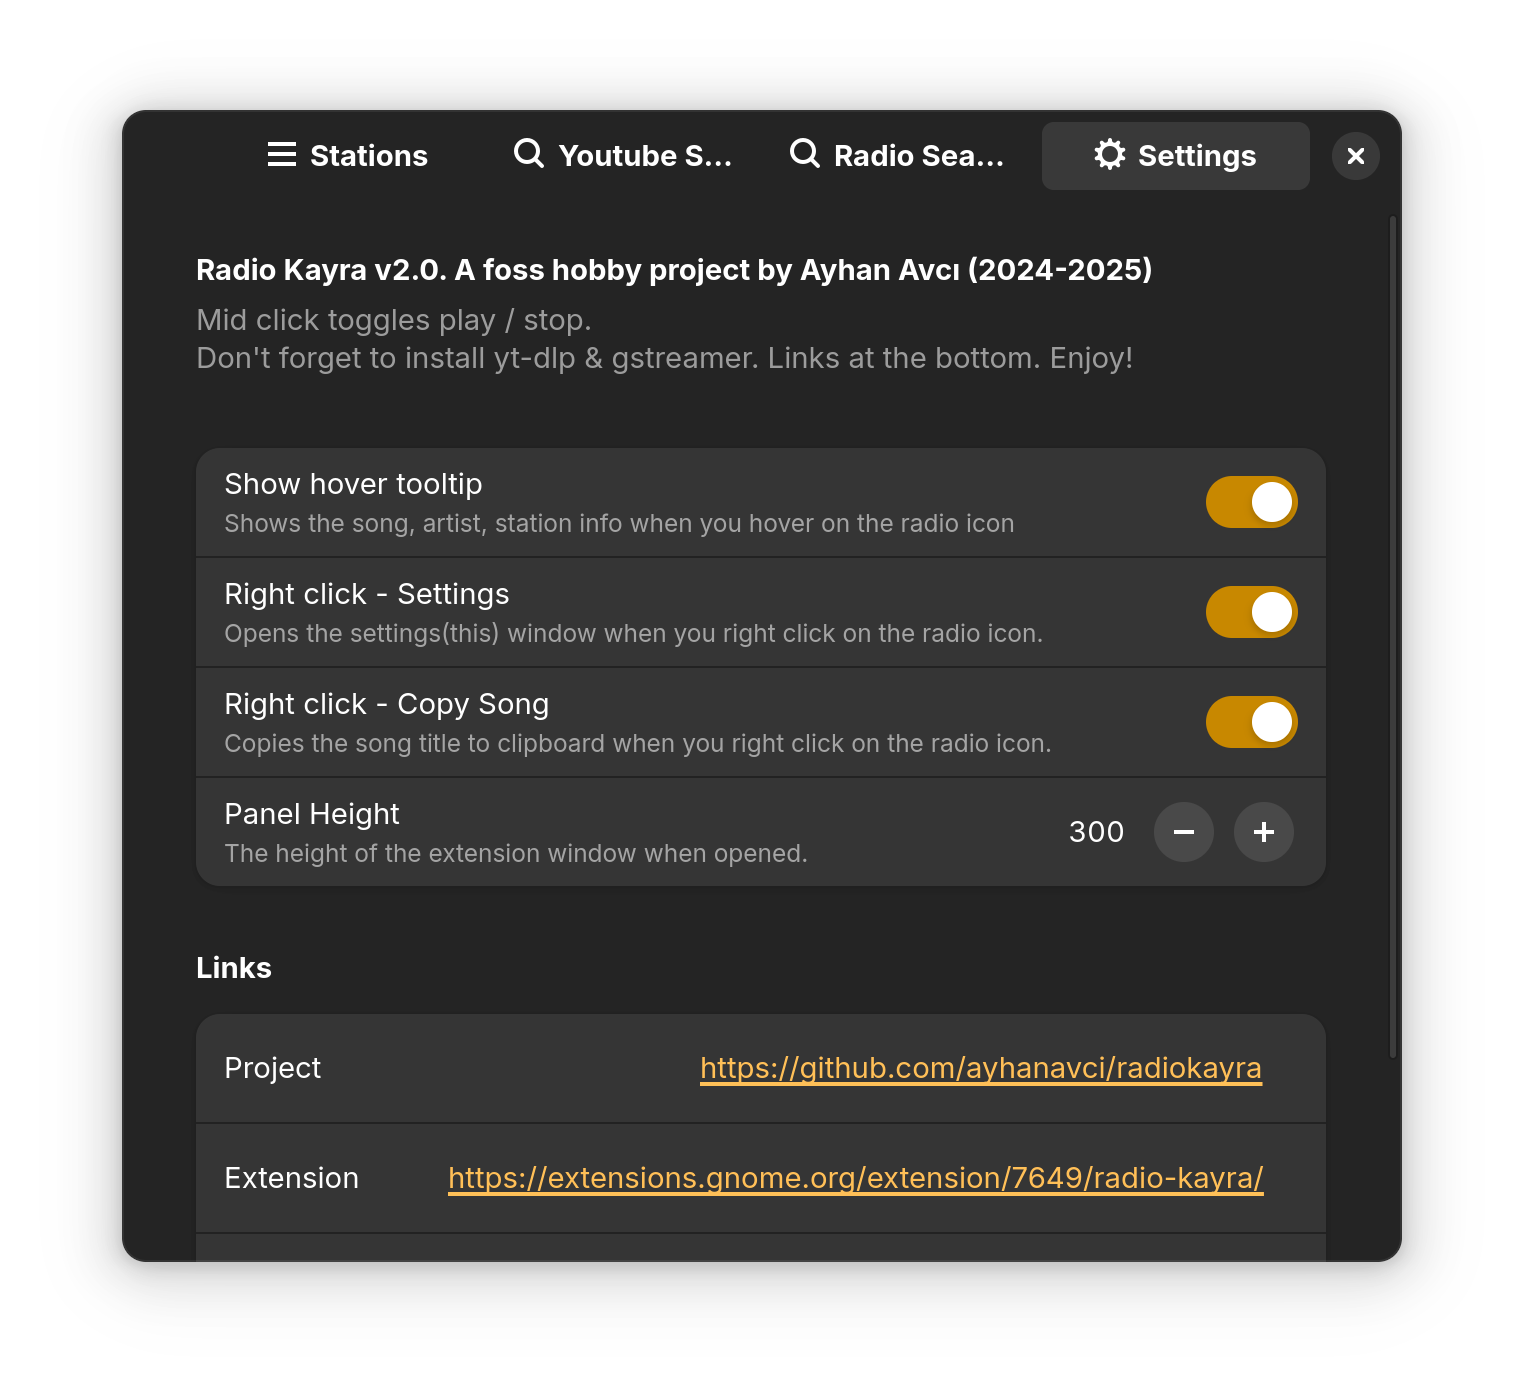 Stations
Youtube S...
Radio Sea...
Settings
Radio Kayra v2.0. A foss hobby project by Ayhan Avcı (2024-2025)
Mid click toggles play / stop.
Don't forget to install yt-dlp & gstreamer. Links at the bottom. Enjoy!
Show hover tooltip
Shows the song, artist, station info when you hover on the radio icon
Right click - Settings
Opens the settings(this) window when you right click on the radio icon.
Right click - Copy Song
Copies the song title to clipboard when you right click on the radio icon.
Panel Height
300
The height of the extension window when opened.
Links
Project
https://github.com/ayhanavci/radiokayra
Extension
https://extensions.gnome.org/extension/7649/radio-kayra/